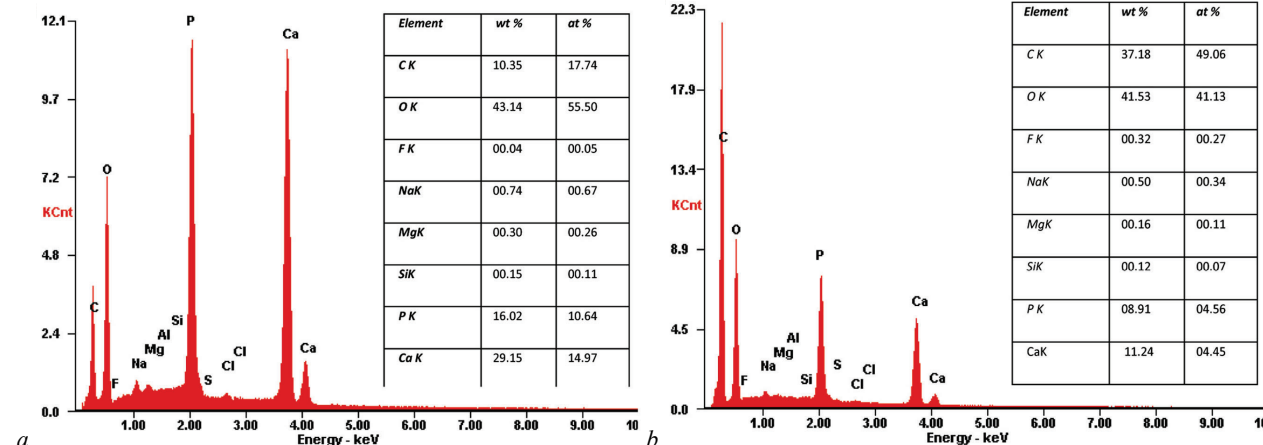 12.1
9.7
7.2
KCnt
4.8
2.4
0.0
P
Ca
O
C
F
Na
Mg
Al
Si
S
Cl
Cl
Ca
1.00 2.00 3.00 4.00 5.00 6.00 7.00 8.00 9.00 10
Energy - keV
a
Element wt % at %
C K 10.35 17.74
O K 43.14 55.50
F K 00.04 00.05
NaK 00.74 00.67
MgK 00.30 00.26
SiK 00.15 00.11
P K 16.02 10.64
Ca K 29.15 14.97
22.3
17.9
13.4
KCnt
8.9
4.5
0.0
C
O
P
Ca
F
Na
Mg
Al
Si
S
Cl
Cl
Ca
1.00 2.00 3.00 4.00 5.00 6.00 7.00 8.00 9.00 10
Energy - keV
b
Element wt % at %
C K 37.18 49.06
O K 41.53 41.13
F K 00.32 00.27
NaK 00.50 00.34
MgK 00.16 00.11
SiK 00.12 00.07
P K 08.91 04.56
CaK 11.24 04.45